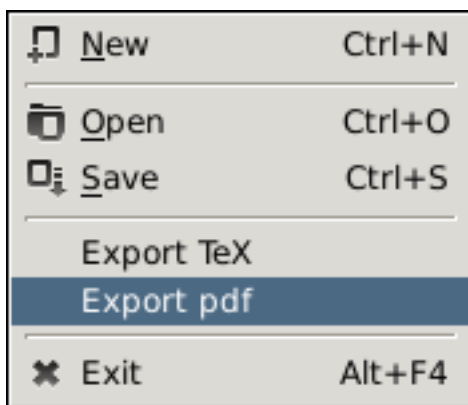 New Ctrl+N
Open Ctrl+O
Save Ctrl+S
Export TeX
Export pdf
Exit Alt+F4